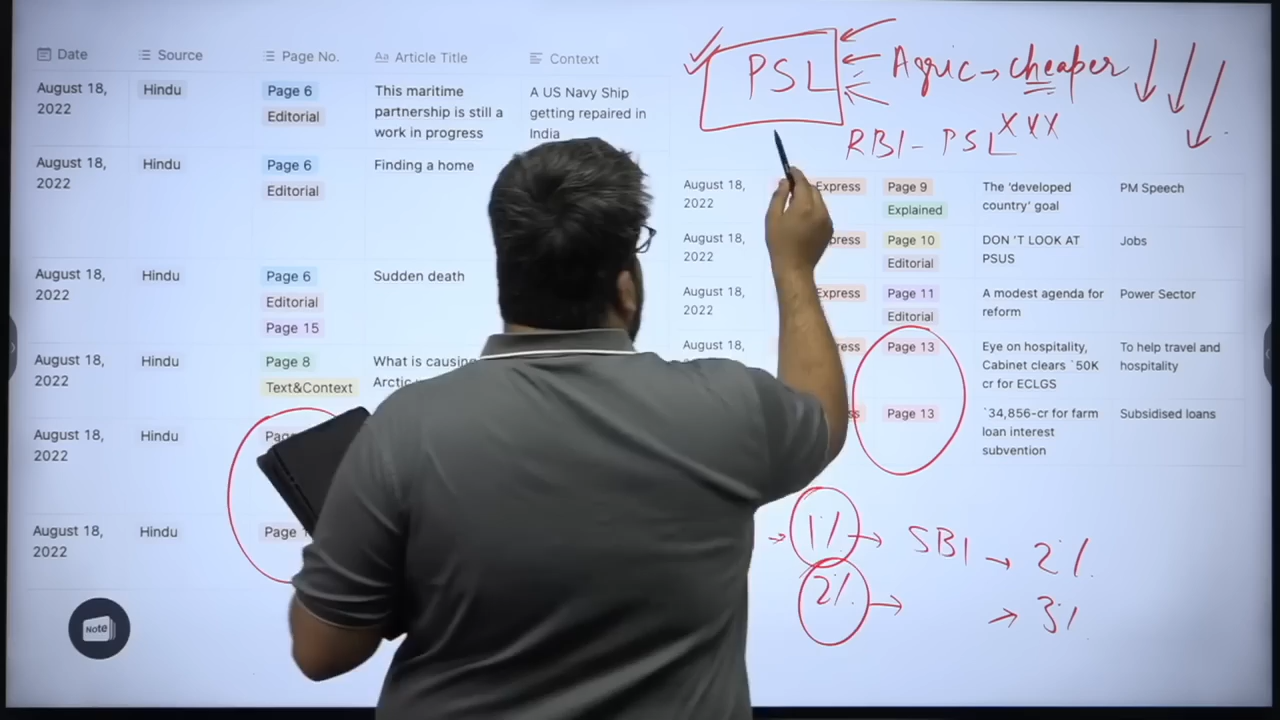 Date Source Page No. Article Title Context
August 18, 2022
Hindu
Page 6
Editorial
This maritime
partnership is still a
work in progress
A US Navy Ship
getting repaired in
India
August 18, 2022
Hindu
Page 6
Editorial
Finding a home
August 18, 2022
Hindu
Page 6
Editorial
Page 15
Sudden death
August 18, 2022
Hindu
Page 8
Text&Context
What is causing
Arctic
August 18, 2022
Hindu
August 18, 2022
Hindu
Page
Note
PSL
Agric → cheaper
RBI - PSL XXX
August 18, 2022
Express
Page 9
Explained
The 'developed
country' goal
PM Speech
August 18, 2022
Page 10
Editorial
DON 'T LOOK AT
PSUS
Jobs
August 18, 2022
Express
Page 11
Editorial
A modest agenda for
reform
Power Sector
August 18,
Page 13
Eye on hospitality,
Cabinet clears `50K
cr for ECLGS
To help travel and
hospitality
Page 13
`34,856-cr for farm
loan interest
subvention
Subsidised loans
→ 1% → SBI → 2%
2% → → 3%